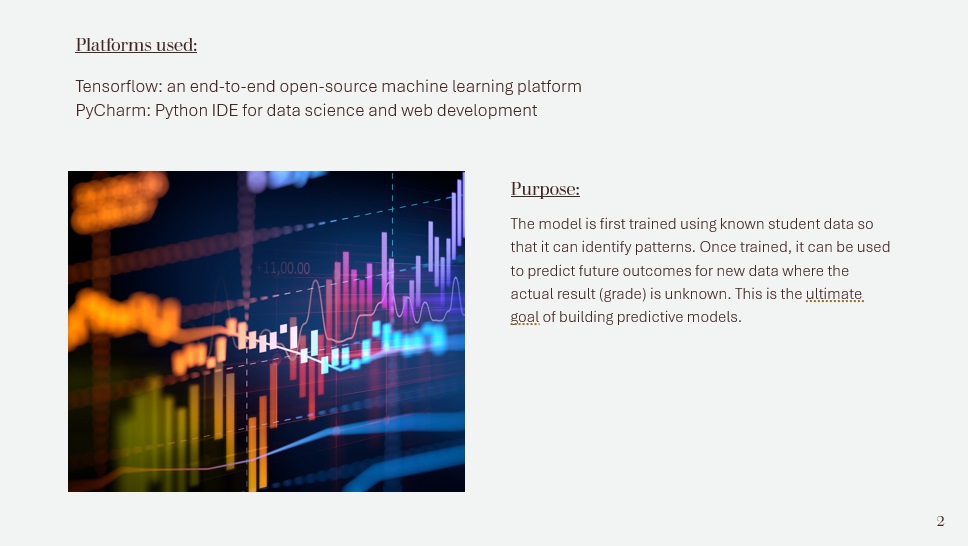 Platforms used:
Tensorflow: an end-to-end open-source machine learning platform
PyCharm: Python IDE for data science and web development
+11,00.00
Purpose:
The model is first trained using known student data so
that it can identify patterns. Once trained, it can be used
to predict future outcomes for new data where the
actual result (grade) is unknown. This is the ultimate
goal of building predictive models.
2